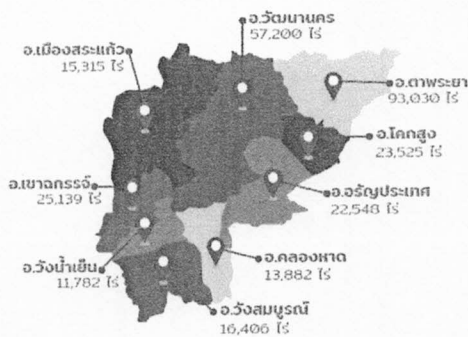 อ.วัฒนานคร
57,200 ไร่
อ.เมืองสระแก้ว
15,315 ไร่
อ.ตาพระยา
93,030 ไร่
อ.โคกสูง
23,525 ไร่
อ.เขาฉกรรจ์
25,139 ไร่
อ.อรัญประเทศ
22,548 ไร่
อ.วังน้ำเย็น
11,782 ไร่
อ.คลองหาด
13,882 ไร่
อ.วังสมบูรณ์
16,406 ไร่